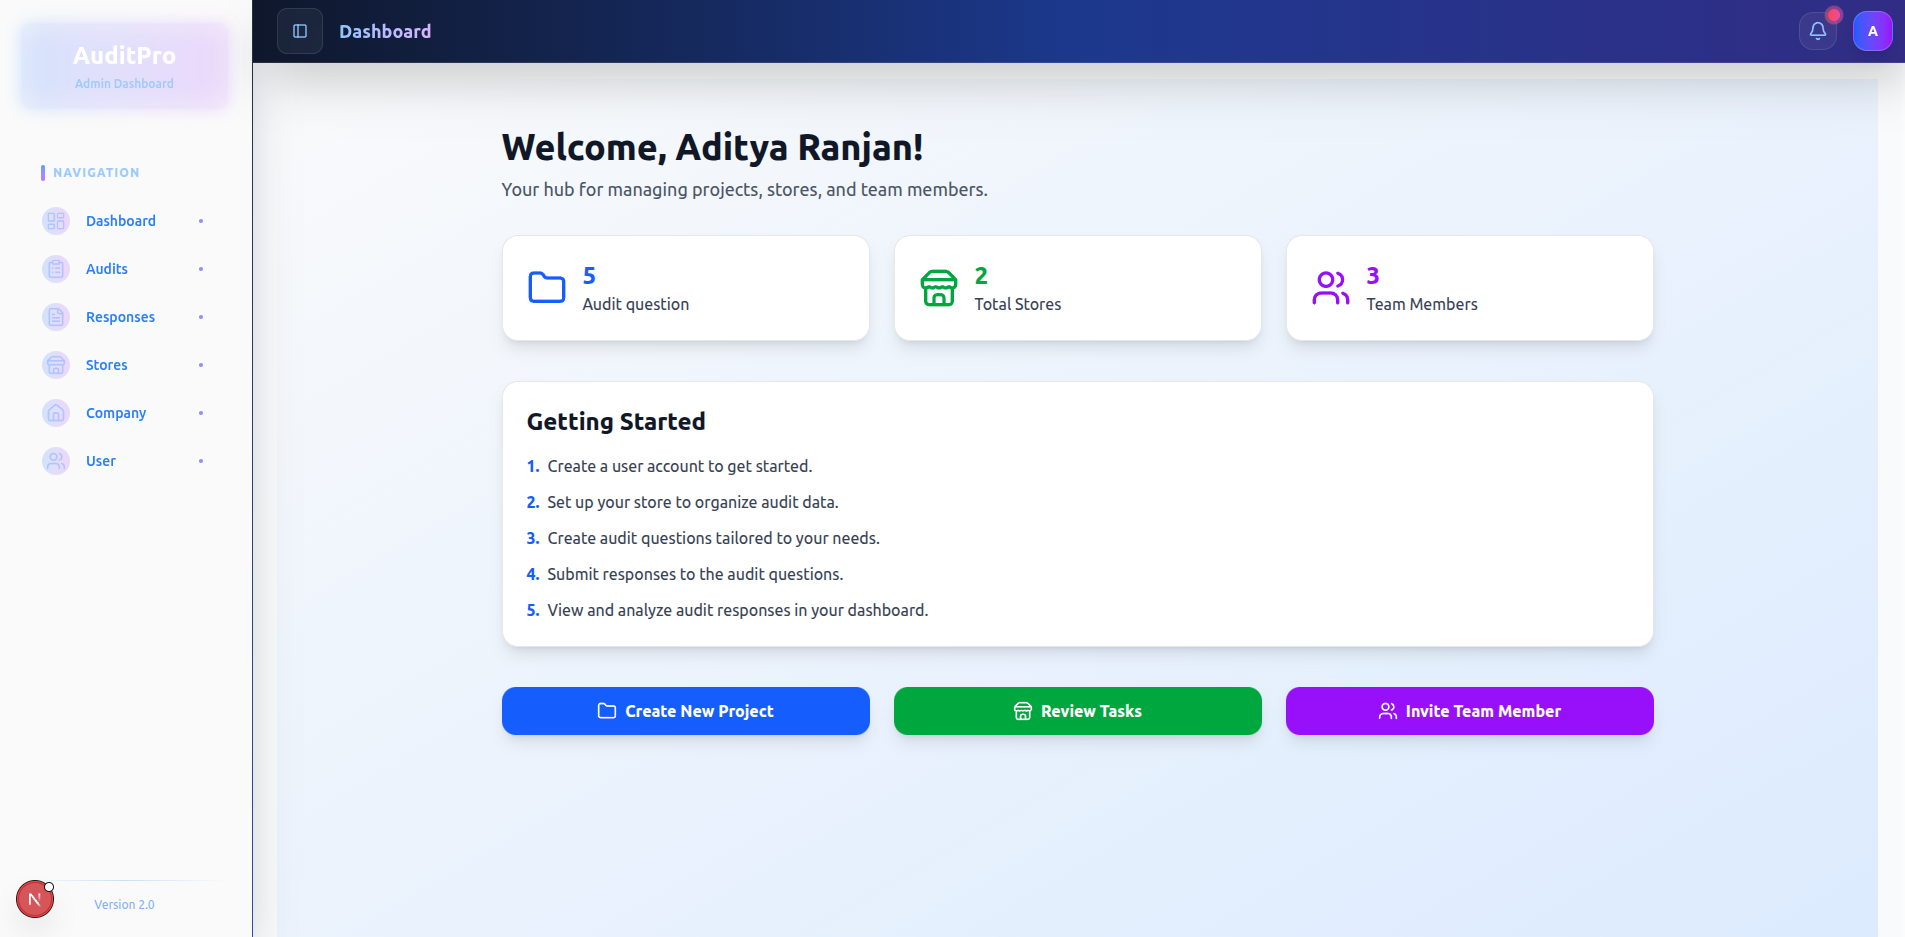 AuditPro
Admin Dashboard
NAVIGATION
Dashboard
Audits
Responses
Stores
Company
User
N
Version 2.0
Dashboard
A
Welcome, Aditya Ranjan!
Your hub for managing projects, stores, and team members.
5
Audit question
2
Total Stores
3
Team Members
Getting Started
1. Create a user account to get started.
2. Set up your store to organize audit data.
3. Create audit questions tailored to your needs.
4. Submit responses to the audit questions.
5. View and analyze audit responses in your dashboard.
Create New Project
Review Tasks
Invite Team Member